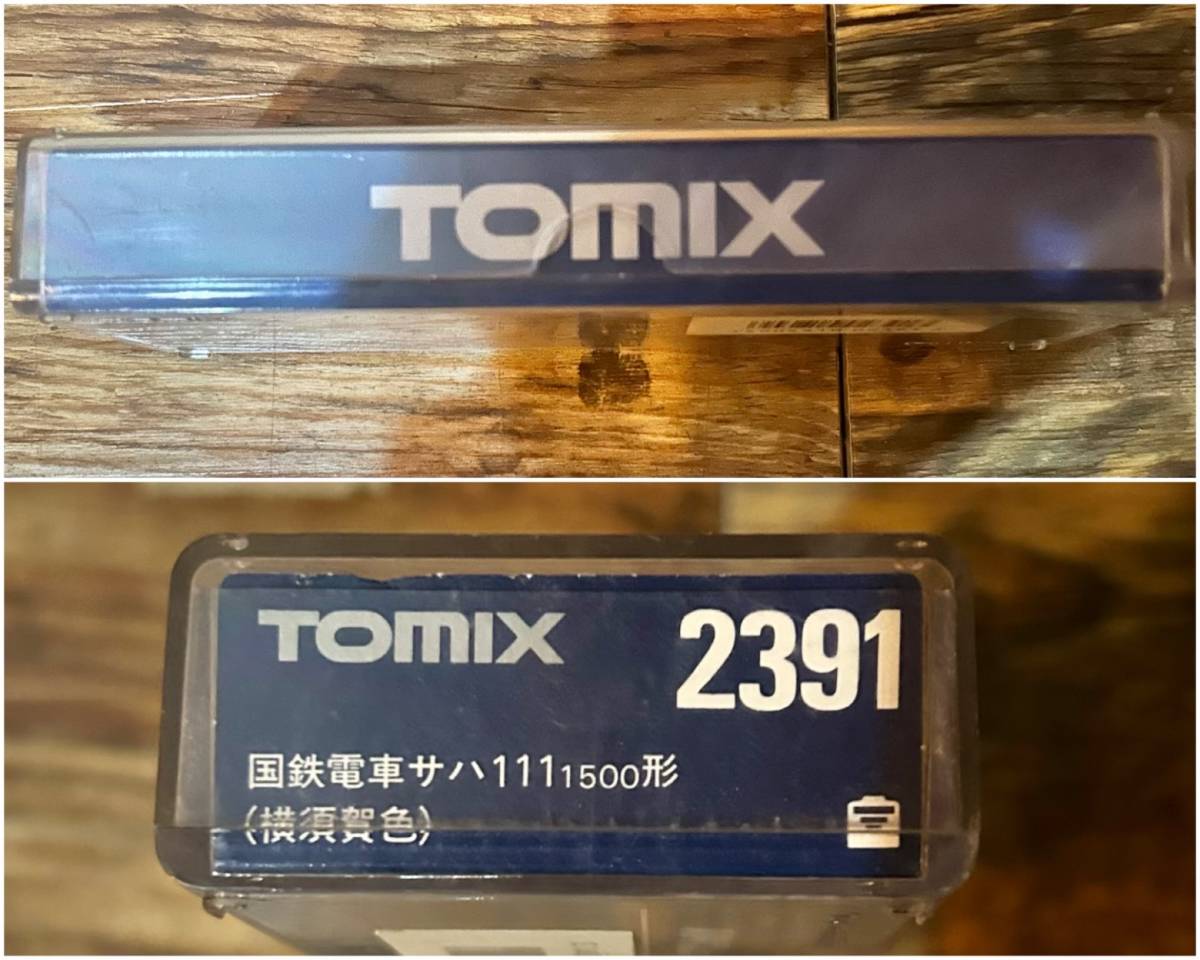 TOMIX
TOMIX 2391
国鉄電車サハ111 1500形
(横須賀色)